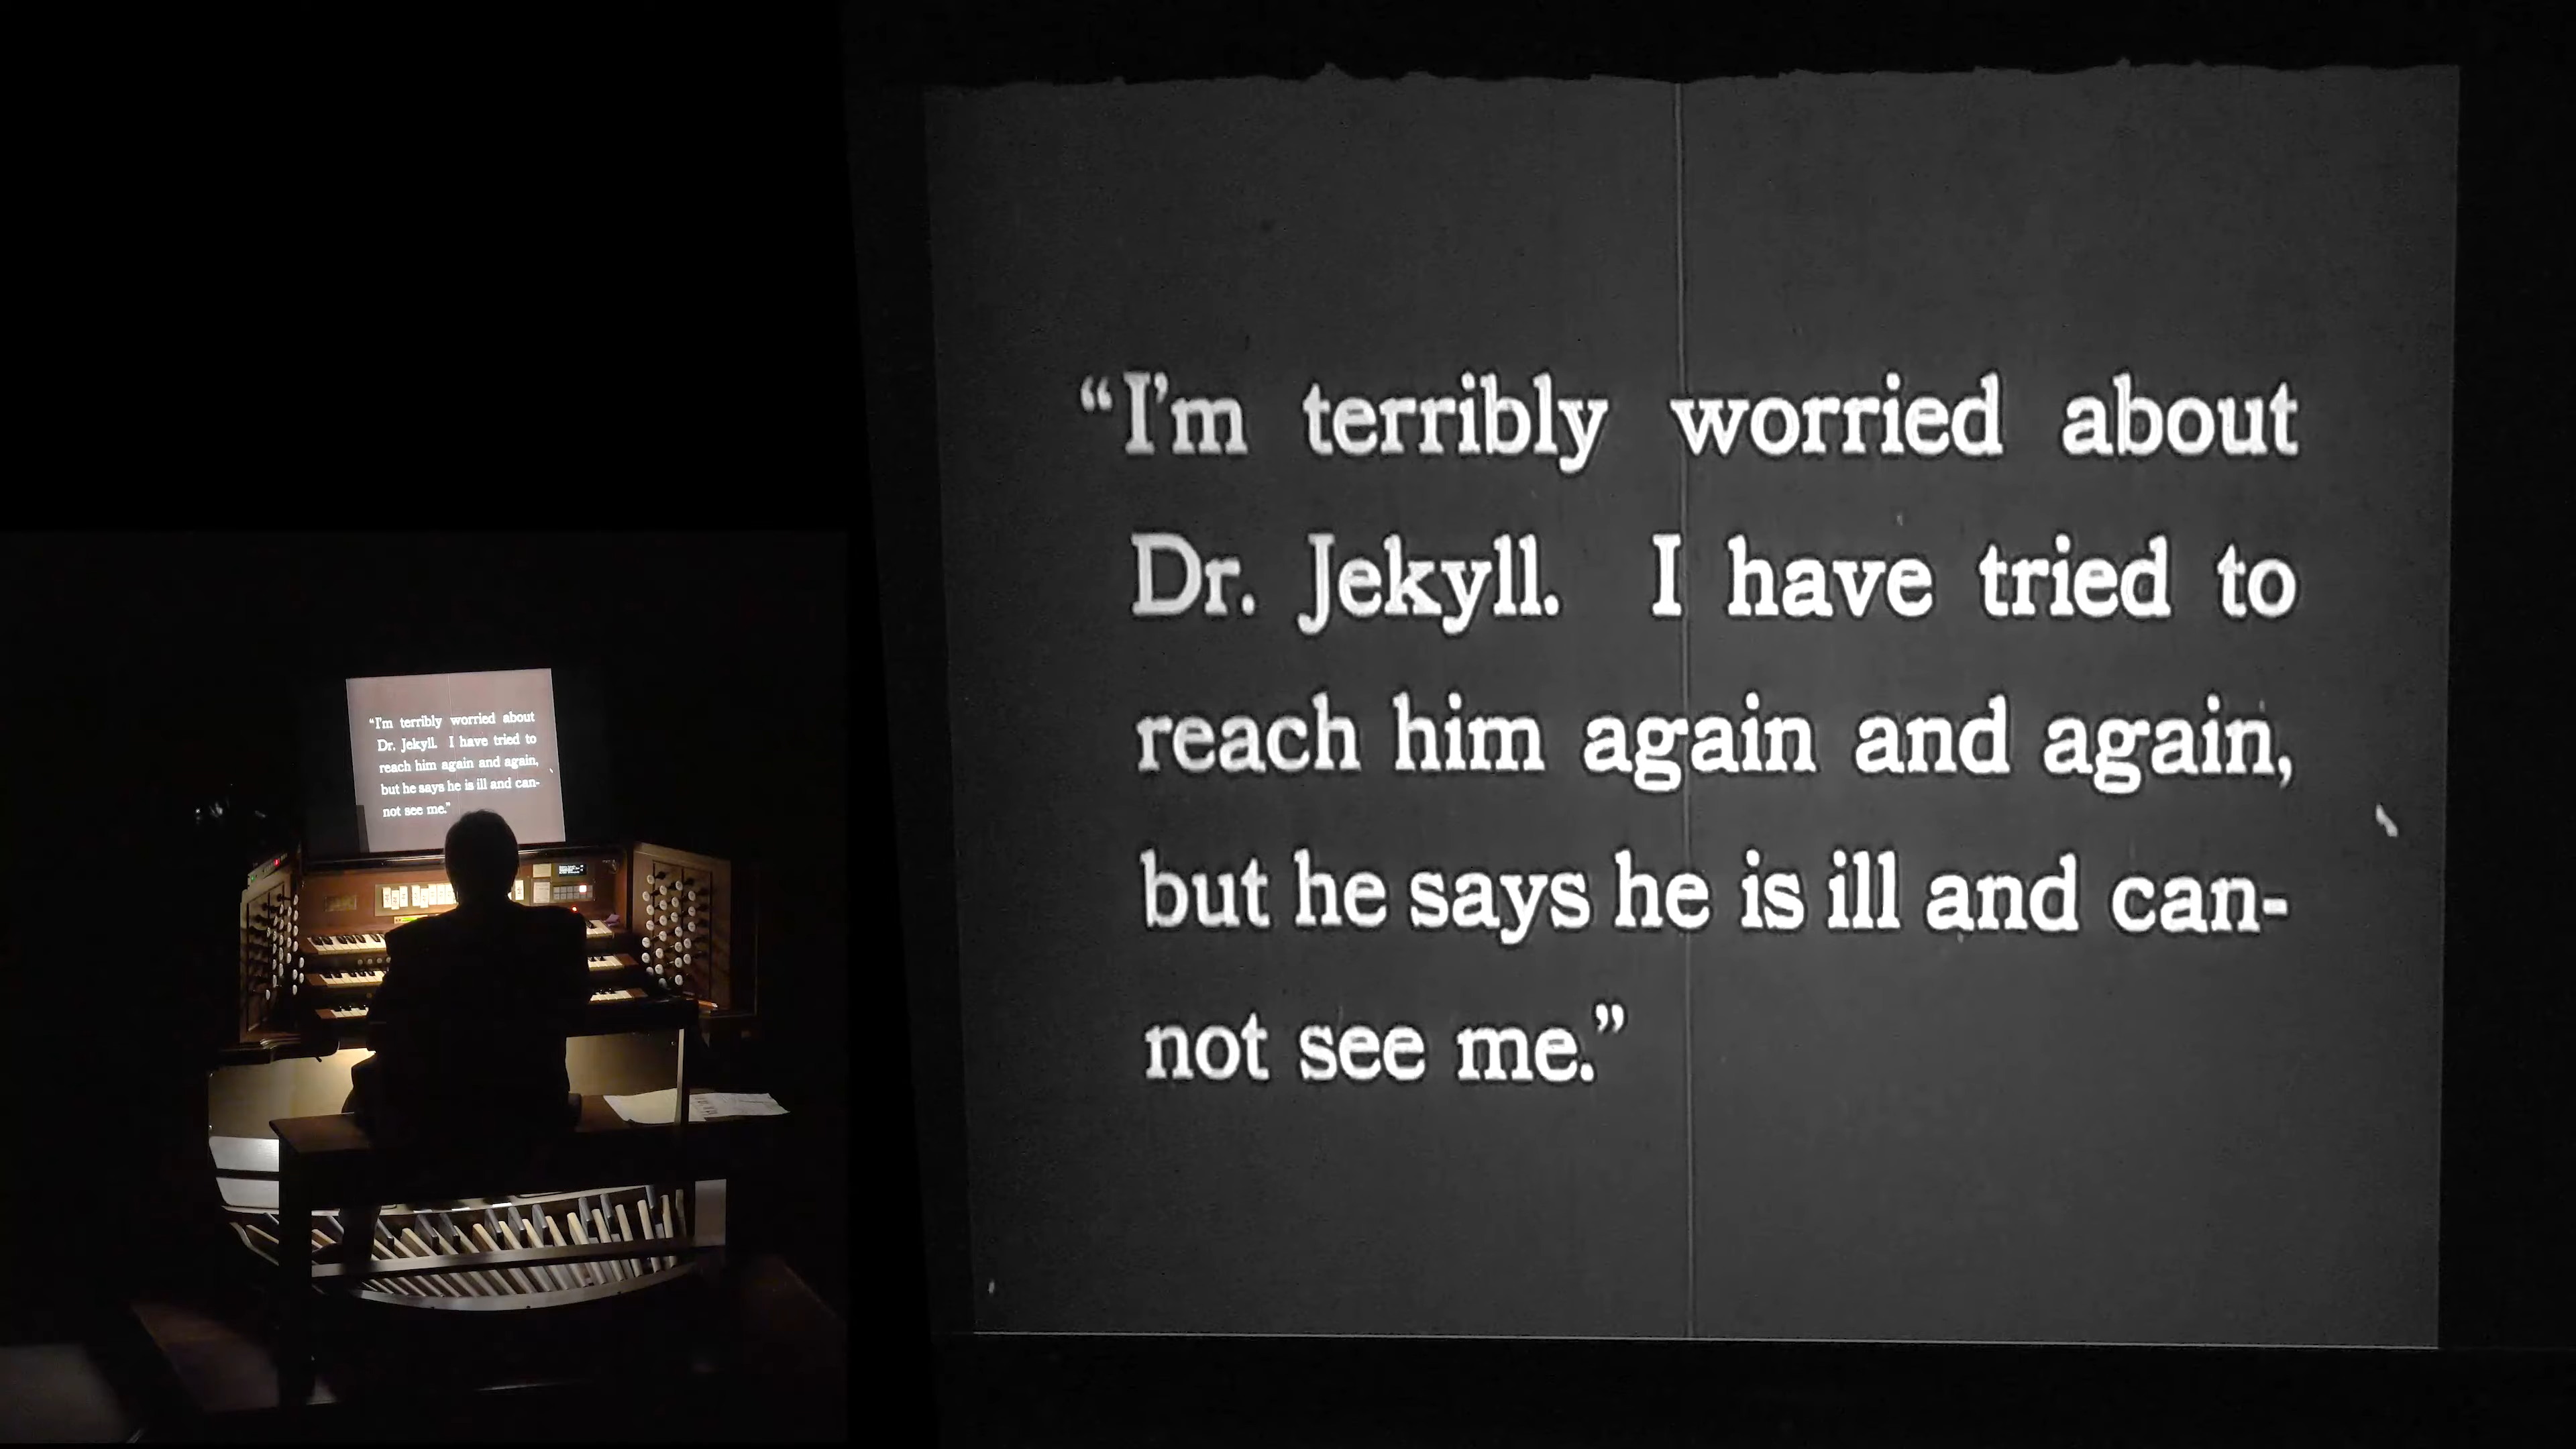 “I'm terribly worried about
Dr. Jekyll. I have tried to
reach him again and again,
but he says he is ill and can-
not see me.”
“I'm terribly worried about
Dr. Jekyll. I have tried to
reach him again and again,
but he says he is ill and can-
not see me.”